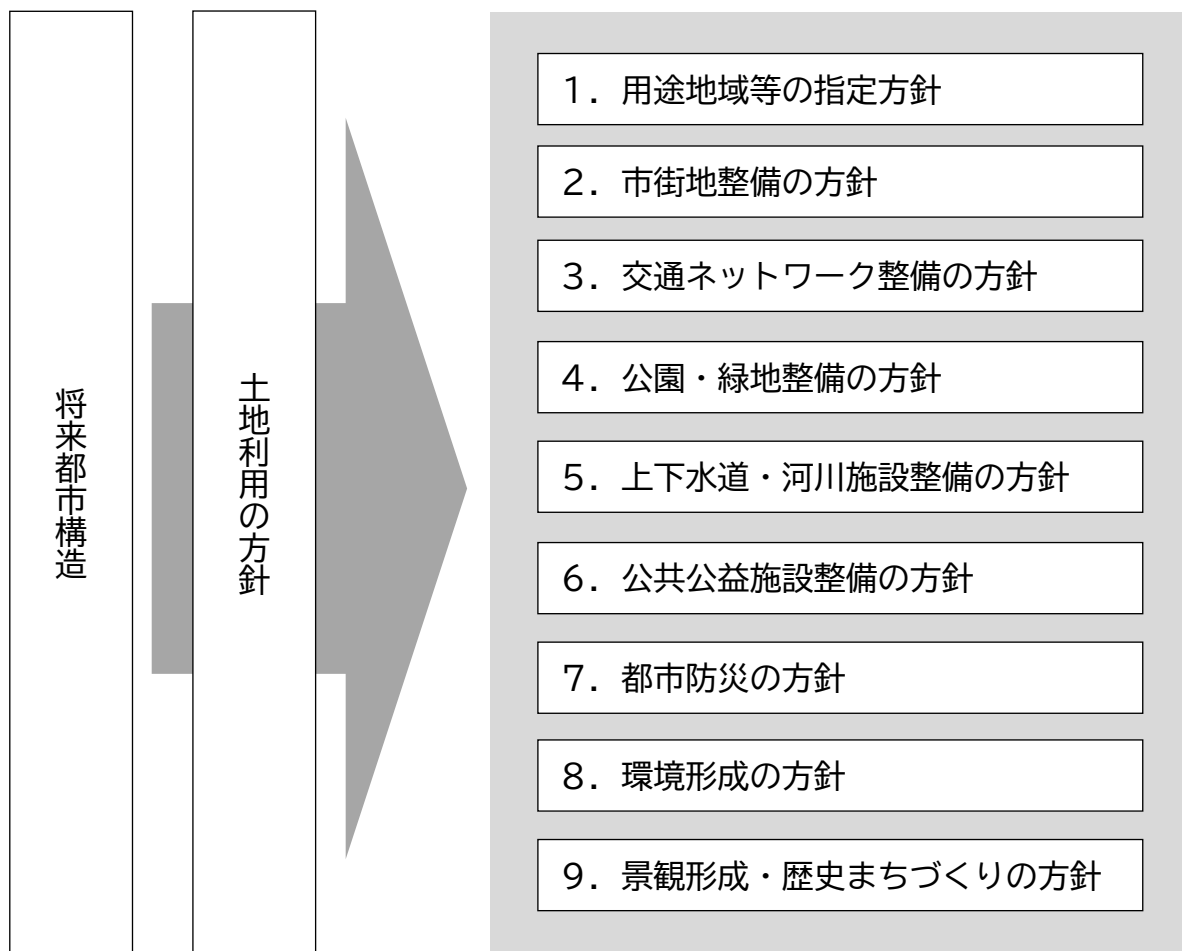 将来都市構造
土地利用の方針
1．用途地域等の指定方針
2．市街地整備の方針
3．交通ネットワーク整備の方針
4．公園・緑地整備の方針
5．上下水道・河川施設整備の方針
6．公共公益施設整備の方針
7．都市防災の方針
8．環境形成の方針
9．景観形成・歴史まちづくりの方針